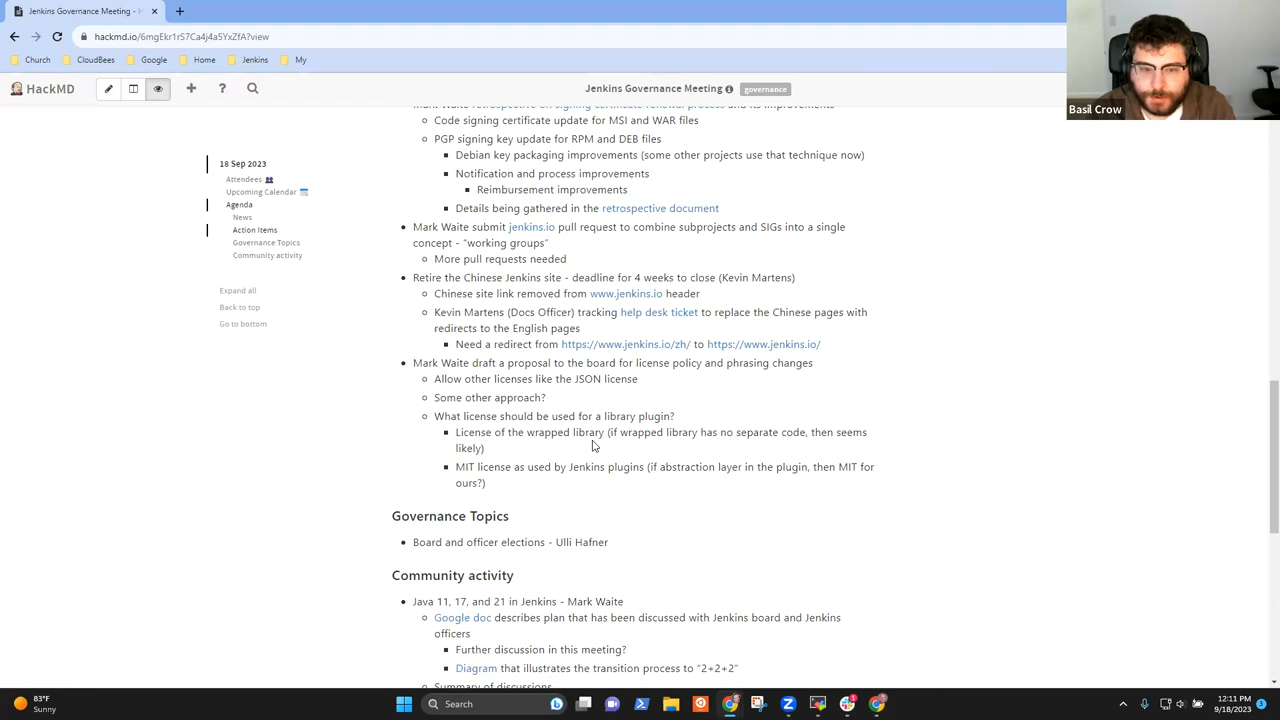 Jenkins Governance Meeting - H
hackmd.io/6mgEkr1rS7Ca4j4a5YxZfA?view
Church
CloudBees
Google
Home
Jenkins
My
Basil Crow
HackMD
Jenkins Governance Meeting
governance
Mark Waite retrospective on signing certificate renewal process and its improvements
Code signing certificate update for MSI and WAR files
PGP signing key update for RPM and DEB files
Debian key packaging improvements (some other projects use that technique now)
Notification and process improvements
Reimbursement improvements
Details being gathered in the retrospective document
Mark Waite submit jenkins.io pull request to combine subprojects and SIGs into a single
concept - “working groups”
More pull requests needed
Retire the Chinese Jenkins site - deadline for 4 weeks to close (Kevin Martens)
Chinese site link removed from www.jenkins.io header
Kevin Martens (Docs Officer) tracking help desk ticket to replace the Chinese pages with
redirects to the English pages
Need a redirect from https://www.jenkins.io/zh/ to https://www.jenkins.io/
Mark Waite draft a proposal to the board for license policy and phrasing changes
Allow other licenses like the JSON license
Some other approach?
What license should be used for a library plugin?
License of the wrapped library (if wrapped library has no separate code, then seems
likely)
MIT license as used by Jenkins plugins (if abstraction layer in the plugin, then MIT for
ours?)
Governance Topics
Board and officer elections - Ulli Hafner
Community activity
Java 11, 17, and 21 in Jenkins - Mark Waite
Google doc describes plan that has been discussed with Jenkins board and Jenkins
officers
Further discussion in this meeting?
Diagram that illustrates the transition process to “2+2+2”
Summary of discussions
18 Sep 2023
Attendees
Upcoming Calendar
Agenda
News
Action Items
Governance Topics
Community activity
Expand all
Back to top
Go to bottom
83°F
Sunny
Search
12:11 PM
9/18/2023